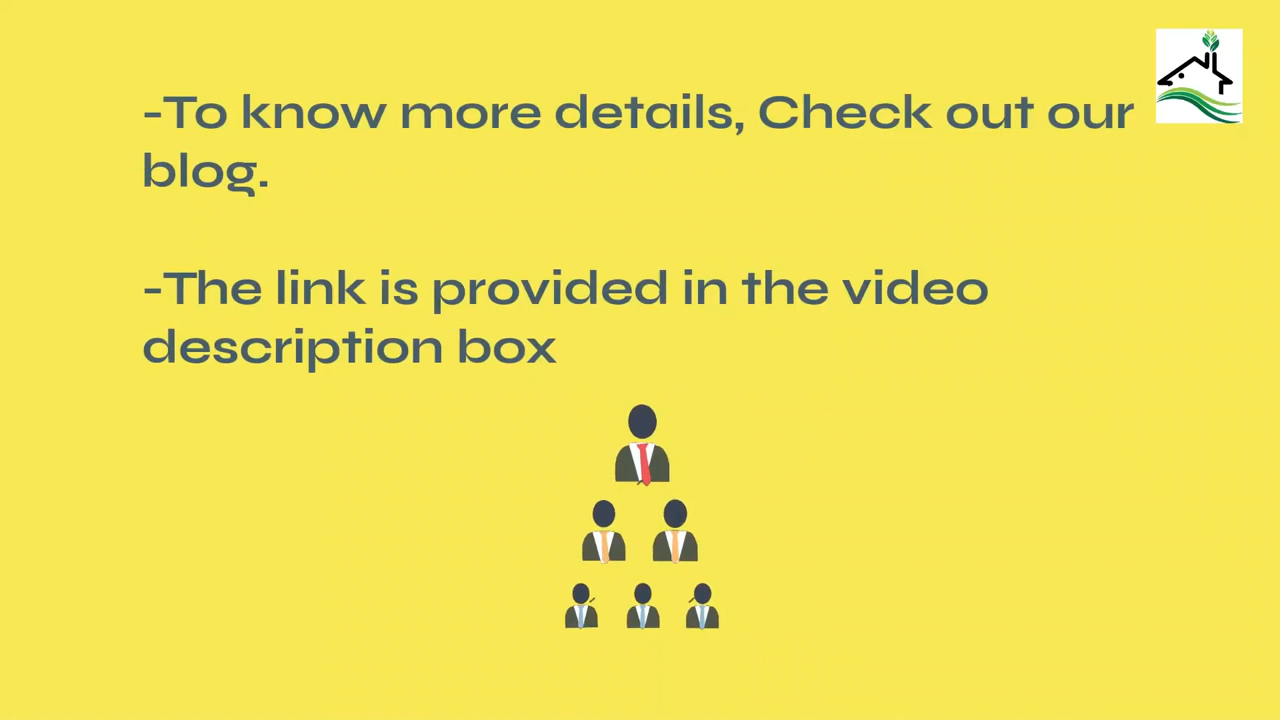 -To know more details, Check out our
blog.
-The link is provided in the video
description box